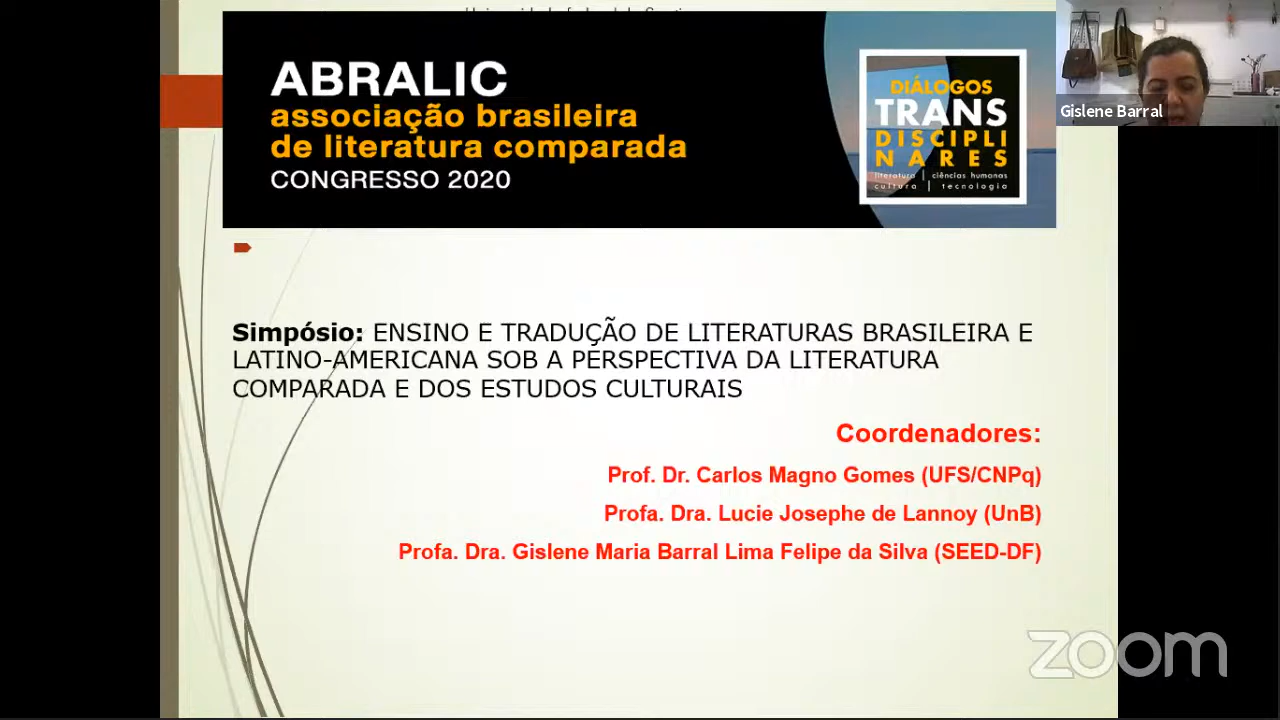 ABRALIC
associação brasileira
de literatura comparada
CONGRESSO 2020
DIÁLOGOS
TRANS
DISCIPLI
NARES
literatura | ciências humanas
cultura | tecnologia
Gislene Barral
Simpósio: ENSINO E TRADUÇÃO DE LITERATURAS BRASILEIRA E
LATINO-AMERICANA SOB A PERSPECTIVA DA LITERATURA
COMPARADA E DOS ESTUDOS CULTURAIS
Coordenadores:
Prof. Dr. Carlos Magno Gomes (UFS/CNPq)
Profa. Dra. Lucie Josephe de Lannoy (UnB)
Profa. Dra. Gislene Maria Barral Lima Felipe da Silva (SEED-DF)
zoom